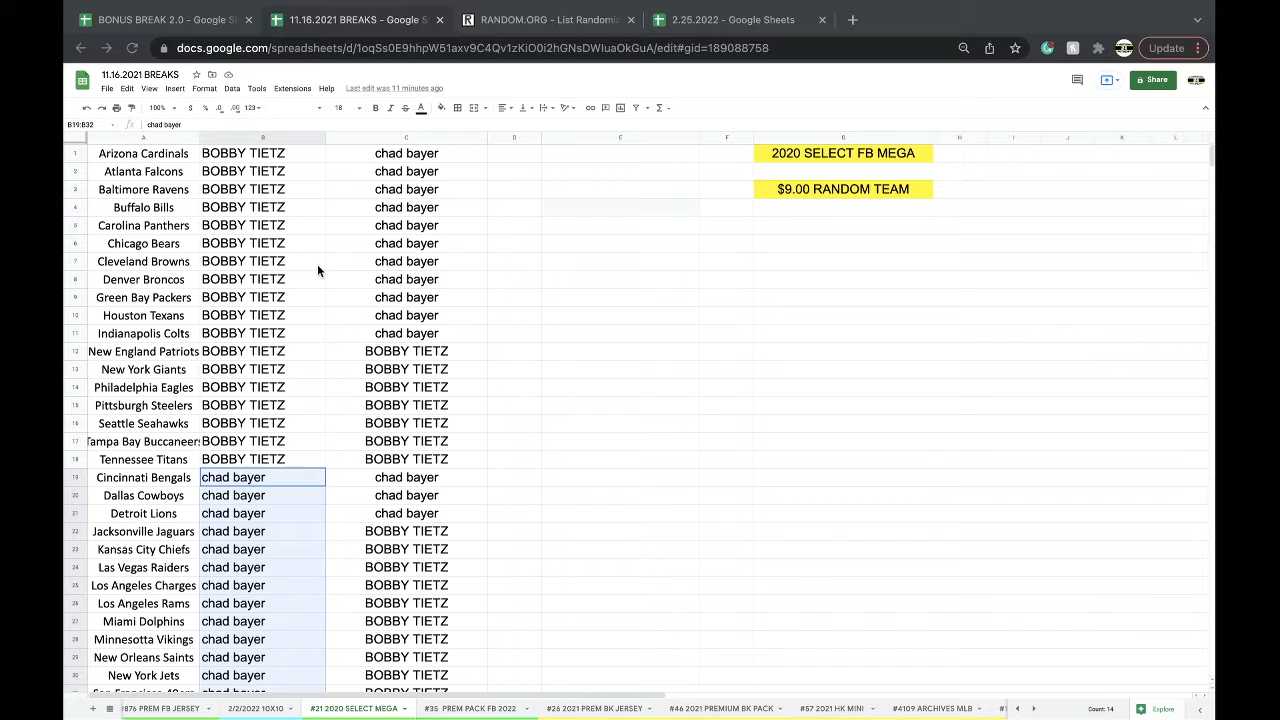 BONUS BREAK 2.0 - Google S
11.16.2021 BREAKS - Google S
RANDOM.ORG - List Randomiz
2.25.2022 - Google Sheets
docs.google.com/spreadsheets/d/1oqSs0E9hhpW51axv9C4Qv1zKiO0i2hGNsDWIuaOkGuA/edit#gid=189088758
Update
11.16.2021 BREAKS
File Edit View Insert Format Data Tools Extensions Help Last edit was 11 minutes ago
Share
100% $ % .0 .00 123 18 B I S A
B19:B32 fx chad bayer
A B C D E F G H I J K L
1 Arizona Cardinals BOBBY TIETZ chad bayer 2020 SELECT FB MEGA
2 Atlanta Falcons BOBBY TIETZ chad bayer
3 Baltimore Ravens BOBBY TIETZ chad bayer $9.00 RANDOM TEAM
4 Buffalo Bills BOBBY TIETZ chad bayer
5 Carolina Panthers BOBBY TIETZ chad bayer
6 Chicago Bears BOBBY TIETZ chad bayer
7 Cleveland Browns BOBBY TIETZ chad bayer
8 Denver Broncos BOBBY TIETZ chad bayer
9 Green Bay Packers BOBBY TIETZ chad bayer
10 Houston Texans BOBBY TIETZ chad bayer
11 Indianapolis Colts BOBBY TIETZ chad bayer
12 New England Patriots BOBBY TIETZ BOBBY TIETZ
13 New York Giants BOBBY TIETZ BOBBY TIETZ
14 Philadelphia Eagles BOBBY TIETZ BOBBY TIETZ
15 Pittsburgh Steelers BOBBY TIETZ BOBBY TIETZ
16 Seattle Seahawks BOBBY TIETZ BOBBY TIETZ
17 Tampa Bay Buccaneers BOBBY TIETZ BOBBY TIETZ
18 Tennessee Titans BOBBY TIETZ BOBBY TIETZ
19 Cincinnati Bengals chad bayer chad bayer
20 Dallas Cowboys chad bayer chad bayer
21 Detroit Lions chad bayer chad bayer
22 Jacksonville Jaguars chad bayer BOBBY TIETZ
23 Kansas City Chiefs chad bayer BOBBY TIETZ
24 Las Vegas Raiders chad bayer BOBBY TIETZ
25 Los Angeles Charges chad bayer BOBBY TIETZ
26 Los Angeles Rams chad bayer BOBBY TIETZ
27 Miami Dolphins chad bayer BOBBY TIETZ
28 Minnesotta Vikings chad bayer BOBBY TIETZ
29 New Orleans Saints chad bayer BOBBY TIETZ
30 New York Jets chad bayer BOBBY TIETZ
San Francisco 49ers chad bayer BOBBY TIETZ
876 PREM FB JERSEY 2/2/2022 10X10 #21 2020 SELECT MEGA #35 PREM PACK FB 2022 #26 2021 PREM BK JERSEY #46 2021 PREMIUM BK PACK #57 2021 HK MINI #4109 ARCHIVES MLB Count: 14 Explore